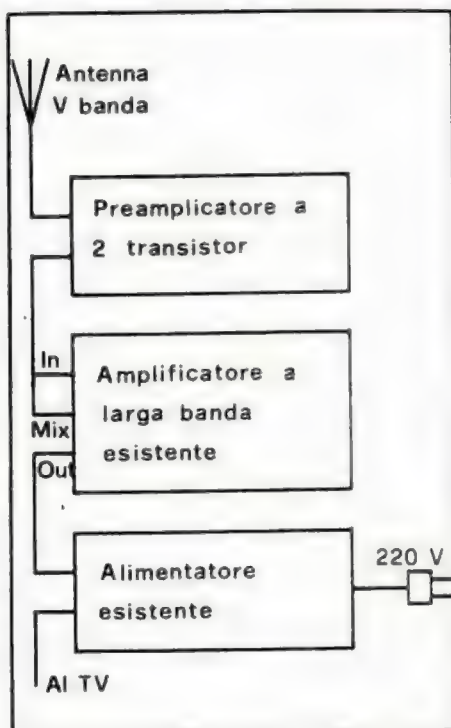 Antenna
V banda
Preamplicatore a
2 transistor
In
Amplificatore a
Mix
larga banda
Out
esistente
220 V
Alimentatore
esistente
Al TV